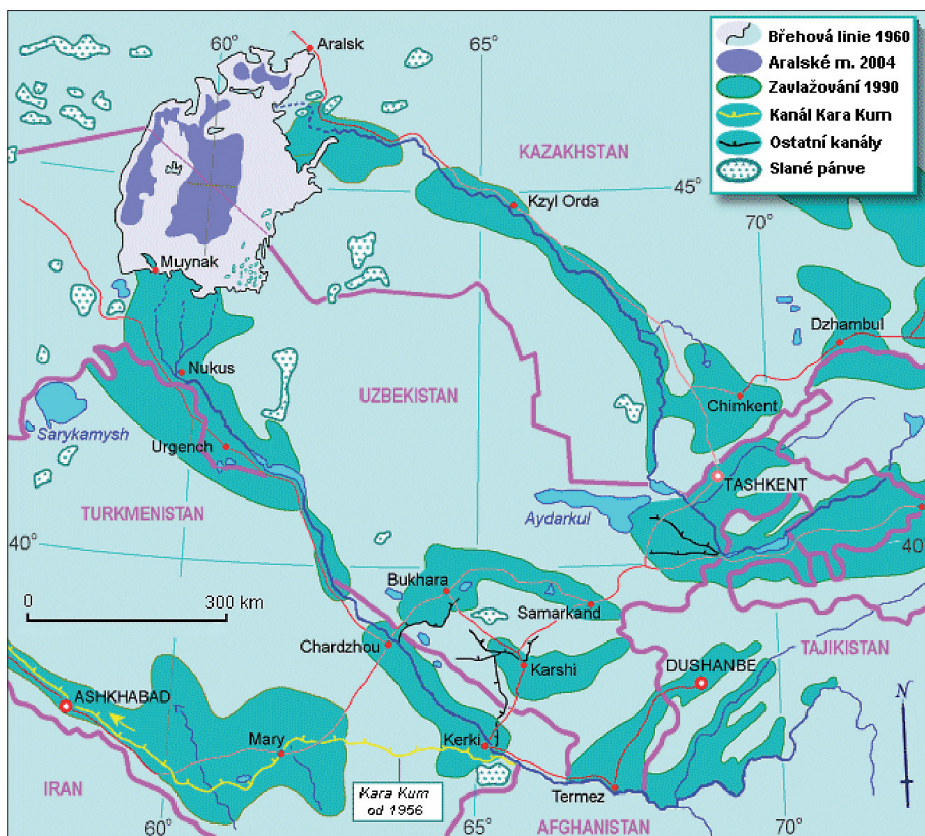 60°
Aralsk
65°
Břehová linie 1960
Aralské m. 2004
Zavlažování 1990
Kanál Kara Kum
Ostatní kanály
Slané pánve
KAZAKHSTAN
45°
70°
Kzyl Orda
Muynak
Dzhambul
Nukus
UZBEKISTAN
Chimkent
Sarykamysh
Urgench
TASHKENT
TURKMENISTAN
Aydarkul
40°
40°
Bukhara
0 300 km
Samarkand
Chardzhou
TAJIKISTAN
Karshi
DUSHANBE
ASHKHABAD
N
Mary
Kerki
IRAN
Kara Kum
od 1956
Termez
60°
65°
AFGHANISTAN
70°